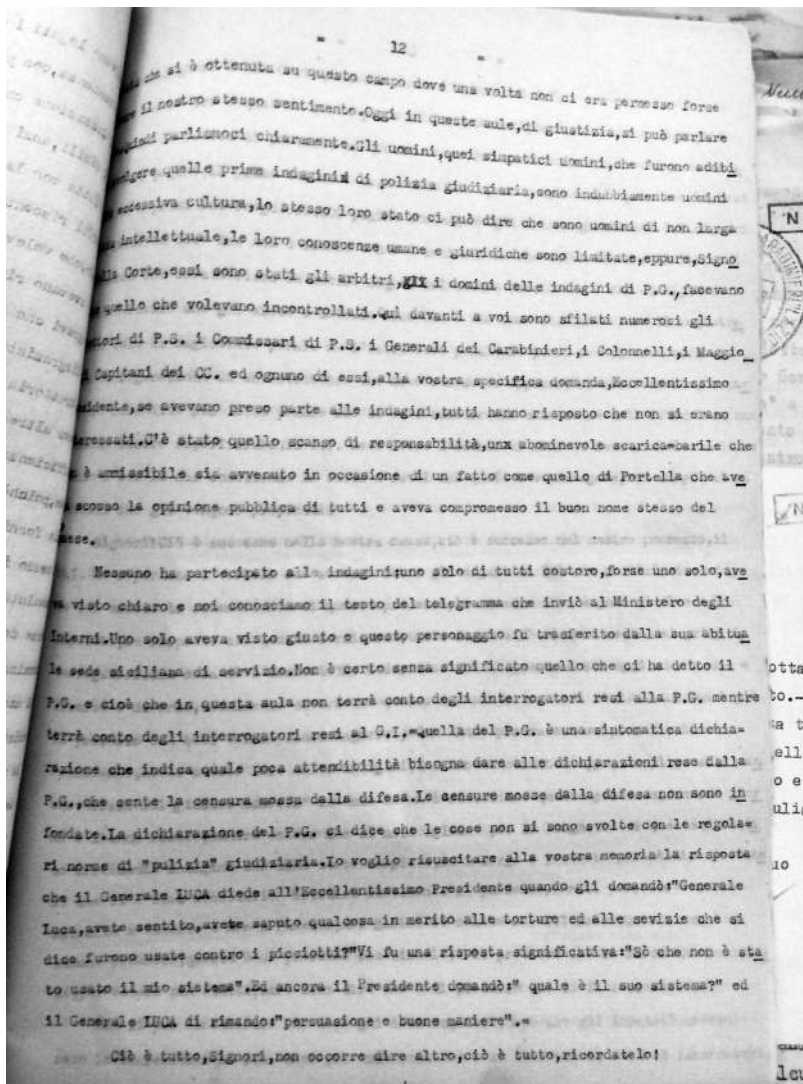 12
che si è ottenuta su questo campo dove una volta non ci era permesso forse
il nostro stesso sentimento.Oggi in queste aule,di giustizia,si può parlare
quindi parliamoci chiaramente.Gli uomini,quei simpatici uomini,che furono adibi
quelle prime indagini di polizia giudiziaria,sono indubbiamente uomini
eccessiva cultura,lo stesso loro stato ci può dire che sono uomini di non larga
intellettuale,le loro conoscenze umane e giuridiche sono limitate,eppure,Signo
Corte,essi sono stati gli arbitri, i domini delle indagini di P.G.,facevano
quello che volevano incontrollati.Qui davanti a voi sono sfilati numerosi gli
di P.S. i Commissari di P.S. i Generali dei Carabinieri,i Colonnelli,i Maggio
Capitani dei CC. ed ognuno di essi,alla vostra specifica domanda,Eccellentissimo
se avevano preso parte alle indagini,tutti hanno risposto che non si erano
C'è stato quello scanso di responsabilità,unx abominevole scarica=barile che
è ammissibile sia avvenuto in occasione di un fatto come quello di Portella che ave
scosso la opinione pubblica di tutti e aveva compromesso il buon nome stesso del
Nessuno ha partecipato alle indagini:uno solo di tutti costoro,forse uno solo,ave
visto chiaro e noi conosciamo il testo del telegramma che inviò al Ministero degli
Interni.Uno solo aveva visto giusto e questo personaggio fu trasferito dalla sua abitua
le sede siciliana di servizio.Non è certo senza significato quello che ci ha detto il
P.G. e cioè che in questa aula non terrà conto degli interrogatori resi alla P.G. mentre
terrà conto degli interrogatori resi al G.I.=Quella del P.G. è una sintomatica dichia=
razione che indica quale poca attendibilità bisogna dare alle dichiarazioni rese dalla
P.G.,che sente la censura mossa dalla difesa.Le censure mosse dalla difesa non sono in
fondate.La dichiarazione del P.G. ci dice che le cose non si sono svolte con le regola=
ri norme di "pulizia" giudiziaria.Io voglio risuscitare alla vostra memoria la risposta
che il Generale LUCA diede all'Eccellentissimo Presidente quando gli domandò:"Generale
Luca,avete sentito,avete saputo qualcosa in merito alle torture ed alle sevizie che si
dice furono usate contro i picciotti?"Vi fu una risposta significativa:"Sò che non è sta
to usato il mio sistema".Ed ancora il Presidente domandò:" quale è il suo sistema?" ed
il Generale LUCA di rimando:"persuasione e buone maniere".=
Ciò è tutto,Signori,non occorre dire altro,ciò è tutto,ricordatelo!